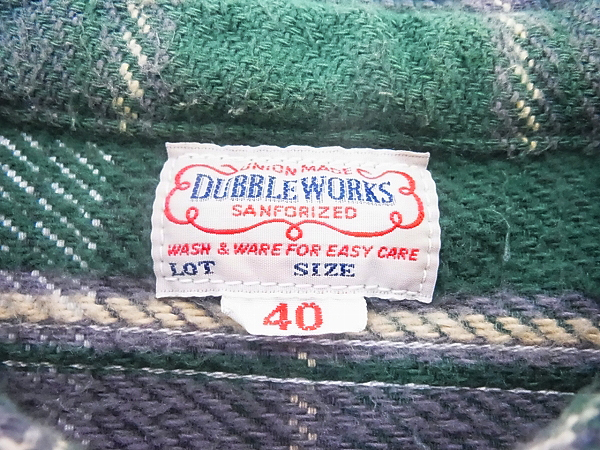 UNION MADE
DUBBLE WORKS
SANFORIZED
WASH & WARE FOR EASY CARE
LOT SIZE
40